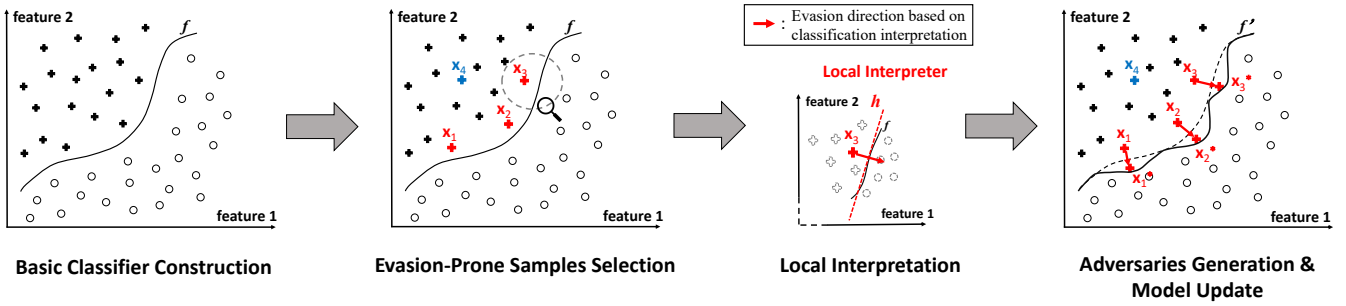 feature 2
f
feature 1
Basic Classifier Construction
feature 2
f
x4
x3
x2
x1
feature 1
Evasion-Prone Samples Selection
: Evasion direction based on
classification interpretation
Local Interpreter
feature 2
h
f
x3
feature 1
Local Interpretation
feature 2
f’
x4
x3
x3*
x2
x2*
x1
x1*
feature 1
Adversaries Generation &
Model Update